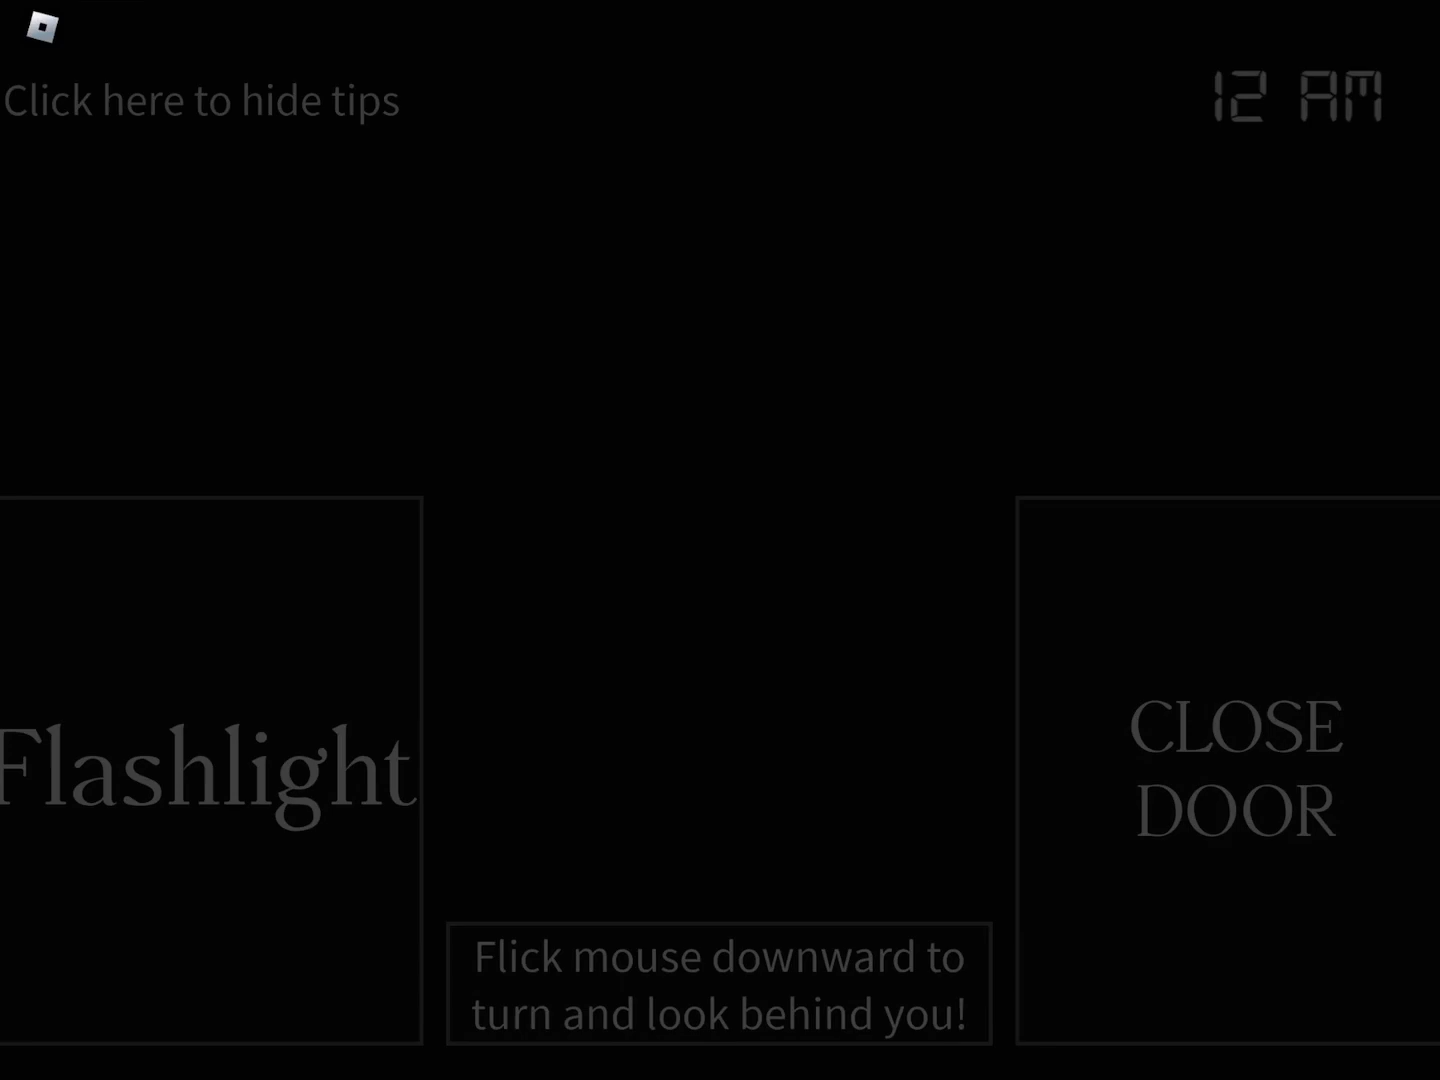 Click here to hide tips
12 AM
Flashlight
CLOSE
DOOR
Flick mouse downward to
turn and look behind you!